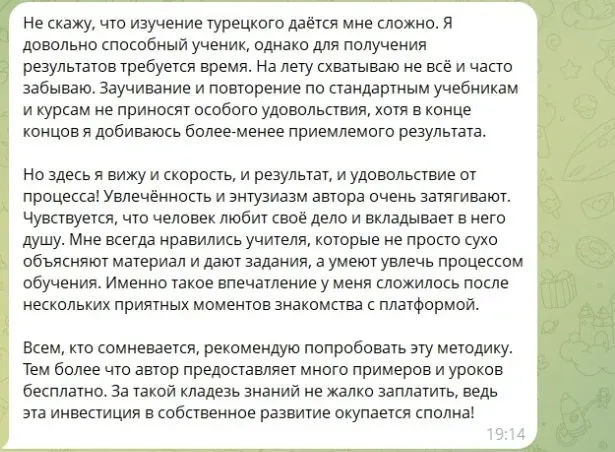 Не скажу, что изучение турецкого даётся мне сложно. Я
довольно способный ученик, однако для получения
результатов требуется время. На лету схватываю не всё и часто
забываю. Заучивание и повторение по стандартным учебникам
и курсам не приносят особого удовольствия, хотя в конце
концов я добиваюсь более-менее приемлемого результата.
Но здесь я вижу и скорость, и результат, и удовольствие от
процесса! Увлечённость и энтузиазм автора очень затягивают.
Чувствуется, что человек любит своё дело и вкладывает в него
душу. Мне всегда нравились учителя, которые не просто сухо
объясняют материал и дают задания, а умеют увлечь процессом
обучения. Именно такое впечатление у меня сложилось после
нескольких приятных моментов знакомства с платформой.
Всем, кто сомневается, рекомендую попробовать эту методику.
Тем более что автор предоставляет много примеров и уроков
бесплатно. За такой кладезь знаний не жалко заплатить, ведь
эта инвестиция в собственное развитие окупается сполна!
19:14